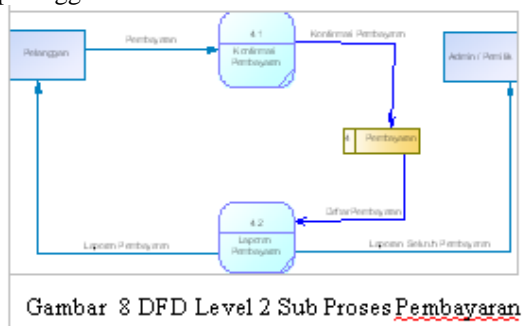 Pembayaran
4.1
Konfirmasi Pembayaran
Pelanggan
Konfirmasi
Pembayaran
Admin / Pemilik
4 Pembayaran
Daftar Pembayaran
4.2
Laporan
Pembayaran
Laporan Pembayaran
Laporan Seluruh Pembayaran
Gambar 8 DFD Level 2 Sub Proses Pembayaran